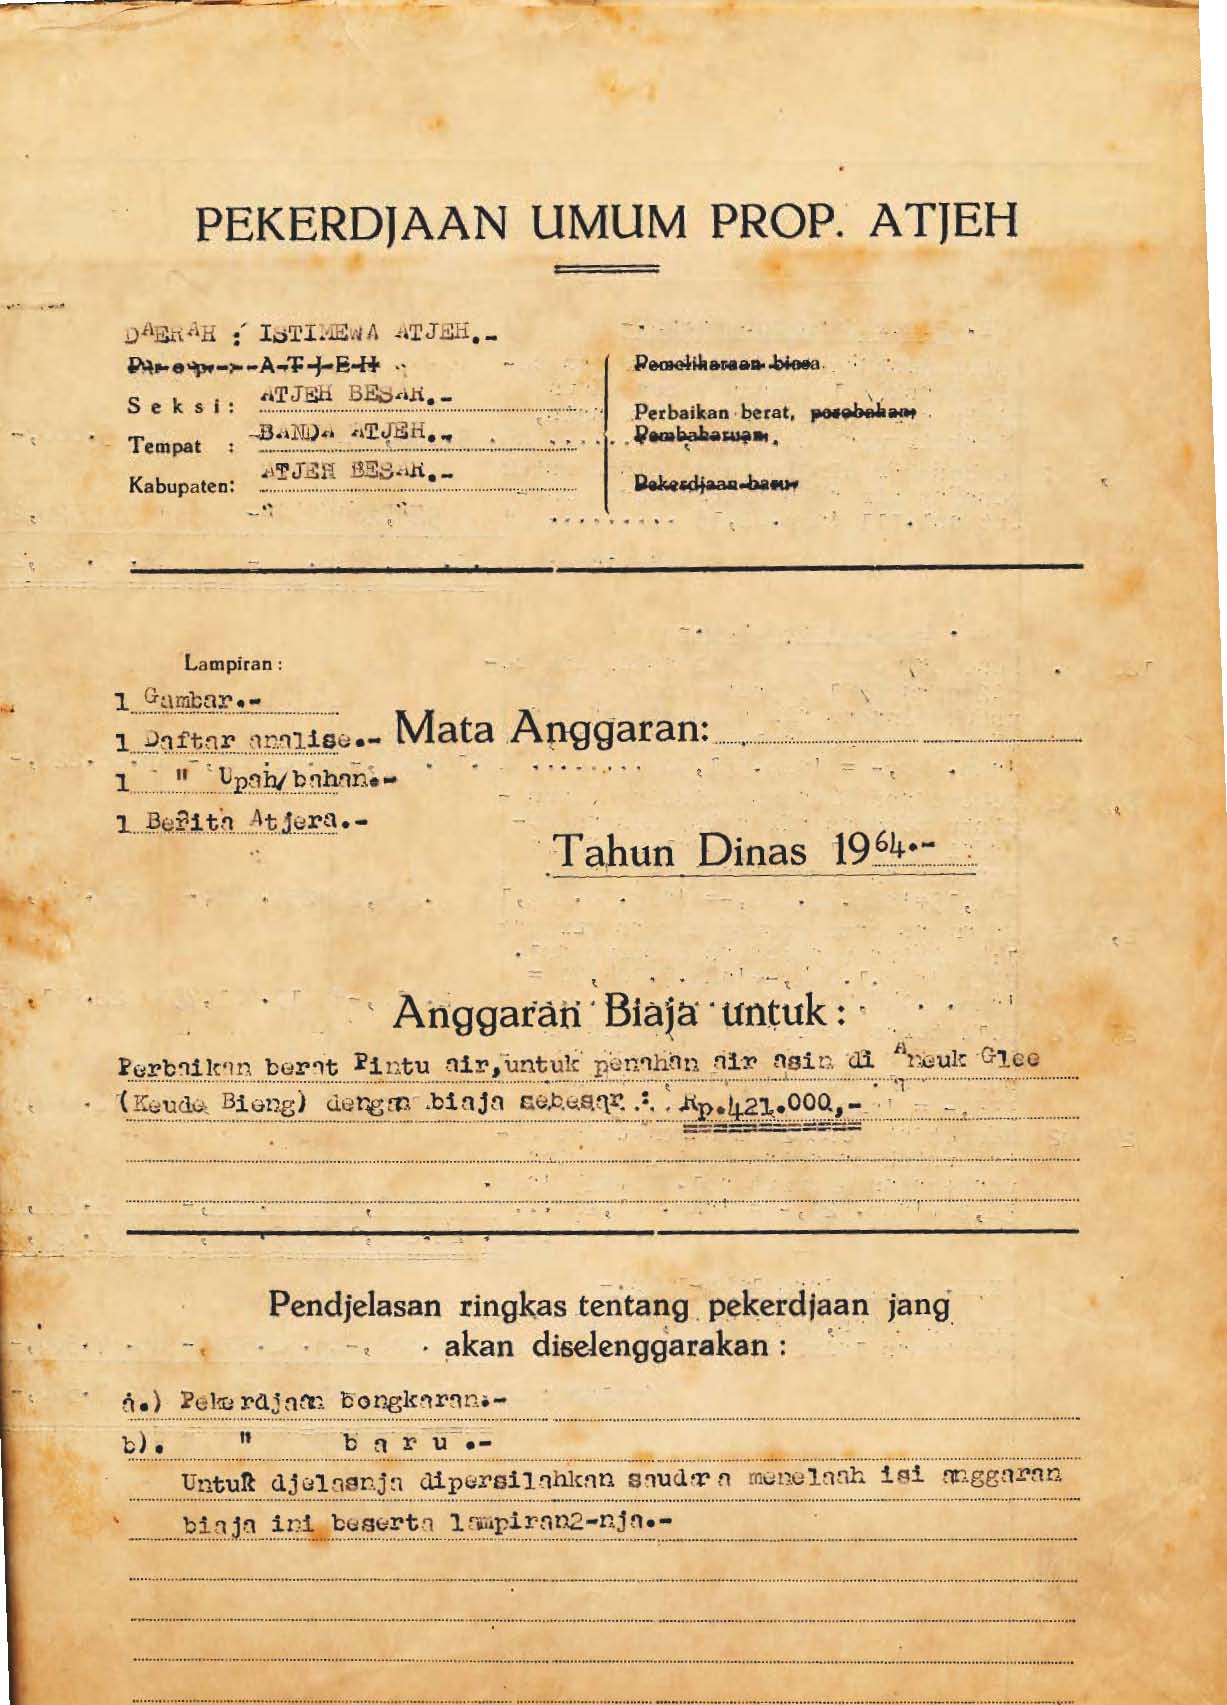 PEKERDJAAN UMUM PROP. ATJEH
DAERAH : ISTIMEWA ATJEH.-
Prop. : A-T-J-E-H
Seksi: ATJEH BESAR.-
Tempat : BANDA ATJEH.-
Kabupaten: ATJEH BESAR.-
Pemeliharaan biasa
Perbaikan berat, perobahan
Pembaharuan.
Pekerdjaan baru
Lampiran :
1 Gambar.-
1 Daftar analise.-
1 " Upah/bahan.-
1 Berita Atjera.-
Mata Anggaran:
Tahun Dinas 1964.-
Anggaran Biaja untuk :
Perbaikan berat Pintu air, untuk penahan air asin di Aneuk Glee
(Keude Bieng) dengan biaja sebesar : Rp.421.000,-
Pendjelasan ringkas tentang pekerdjaan jang
akan diselenggarakan :
a.) Pekerdjaan bongkaran.-
b). " b a r u .-
Untuk djelasnja dipersilahkan saudara menelaah isi anggaran
biaja ini beserta lampiran2-nja.-